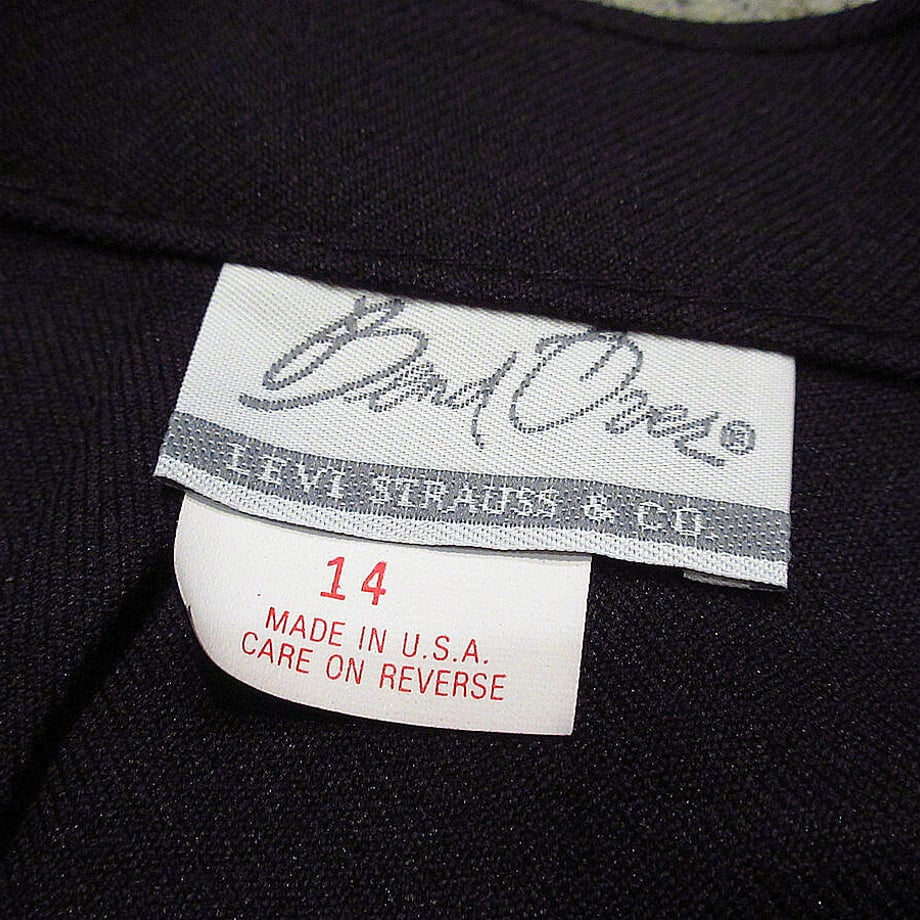 Bend Over®
LEVI STRAUSS & CO.
14
MADE IN U.S.A.
CARE ON REVERSE